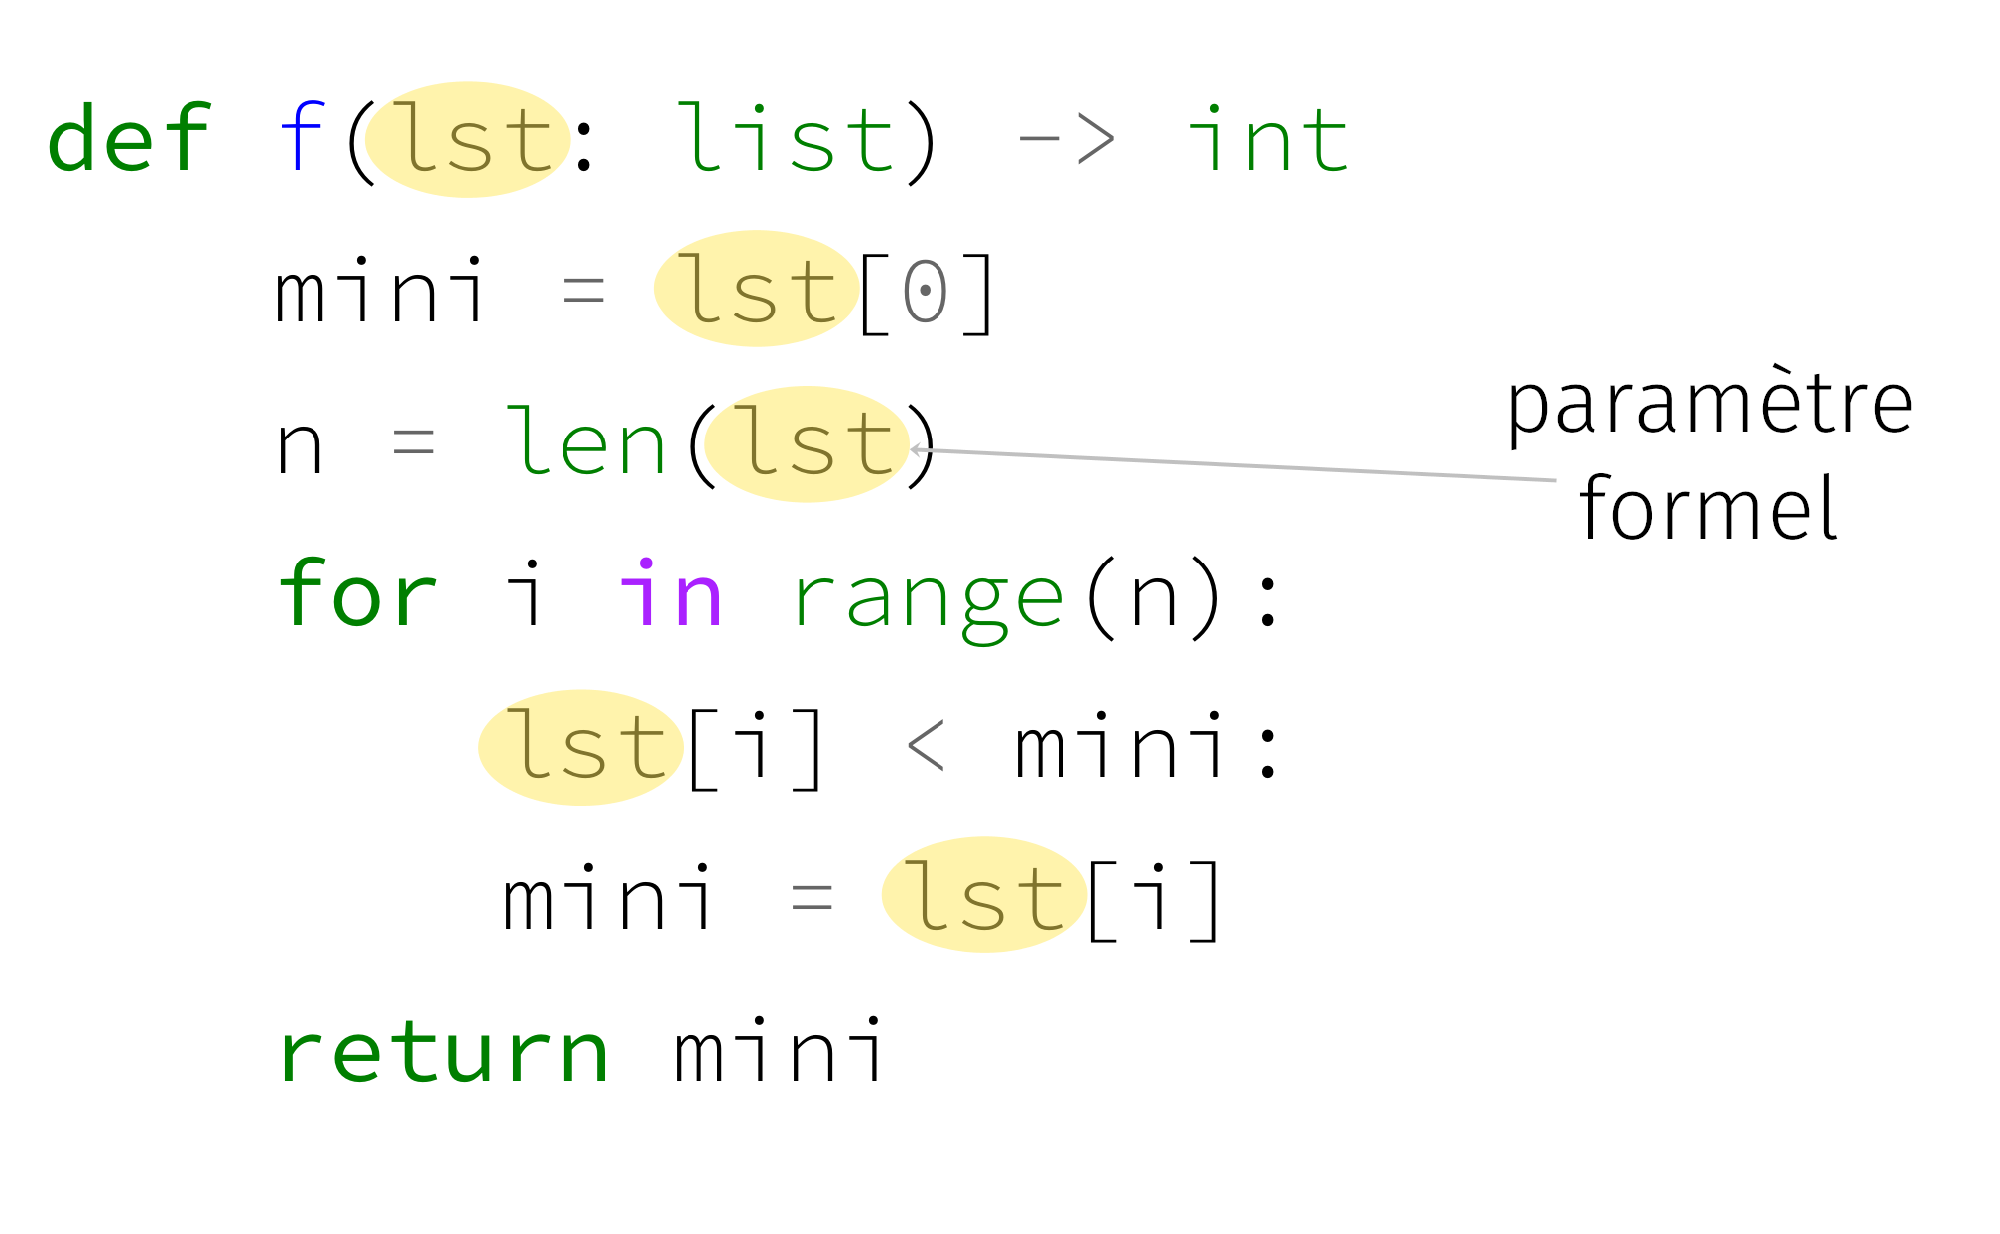 def f(lst: list) -> int
    mini = lst[0]
    n = len(lst)
    for i in range(n):
        lst[i] < mini:
        mini = lst[i]
    return mini
paramètre
formel